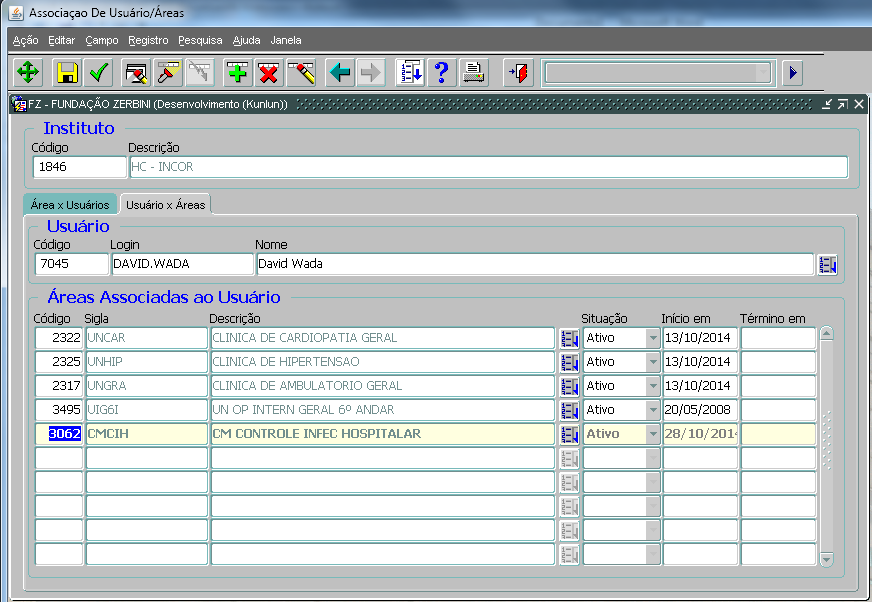 Associaçao De Usuário/Áreas
Ação Editar Campo Registro Pesquisa Ajuda Janela
FZ - FUNDAÇÃO ZERBINI (Desenvolvimento (Kunlun))
Instituto
Código Descrição
1846 HC - INCOR
Área x Usuários Usuário x Áreas
Usuário
Código Login Nome
7045 DAVID.WADA David Wada
Áreas Associadas ao Usuário
Código Sigla Descrição Situação Início em Término em
2322 UNCAR CLINICA DE CARDIOPATIA GERAL Ativo 13/10/2014
2325 UNHIP CLINICA DE HIPERTENSAO Ativo 13/10/2014
2317 UNGRA CLINICA DE AMBULATORIO GERAL Ativo 13/10/2014
3495 UIG6I UN OP INTERN GERAL 6º ANDAR Ativo 20/05/2008
3062 CMCIH CM CONTROLE INFEC HOSPITALAR Ativo 28/10/2014